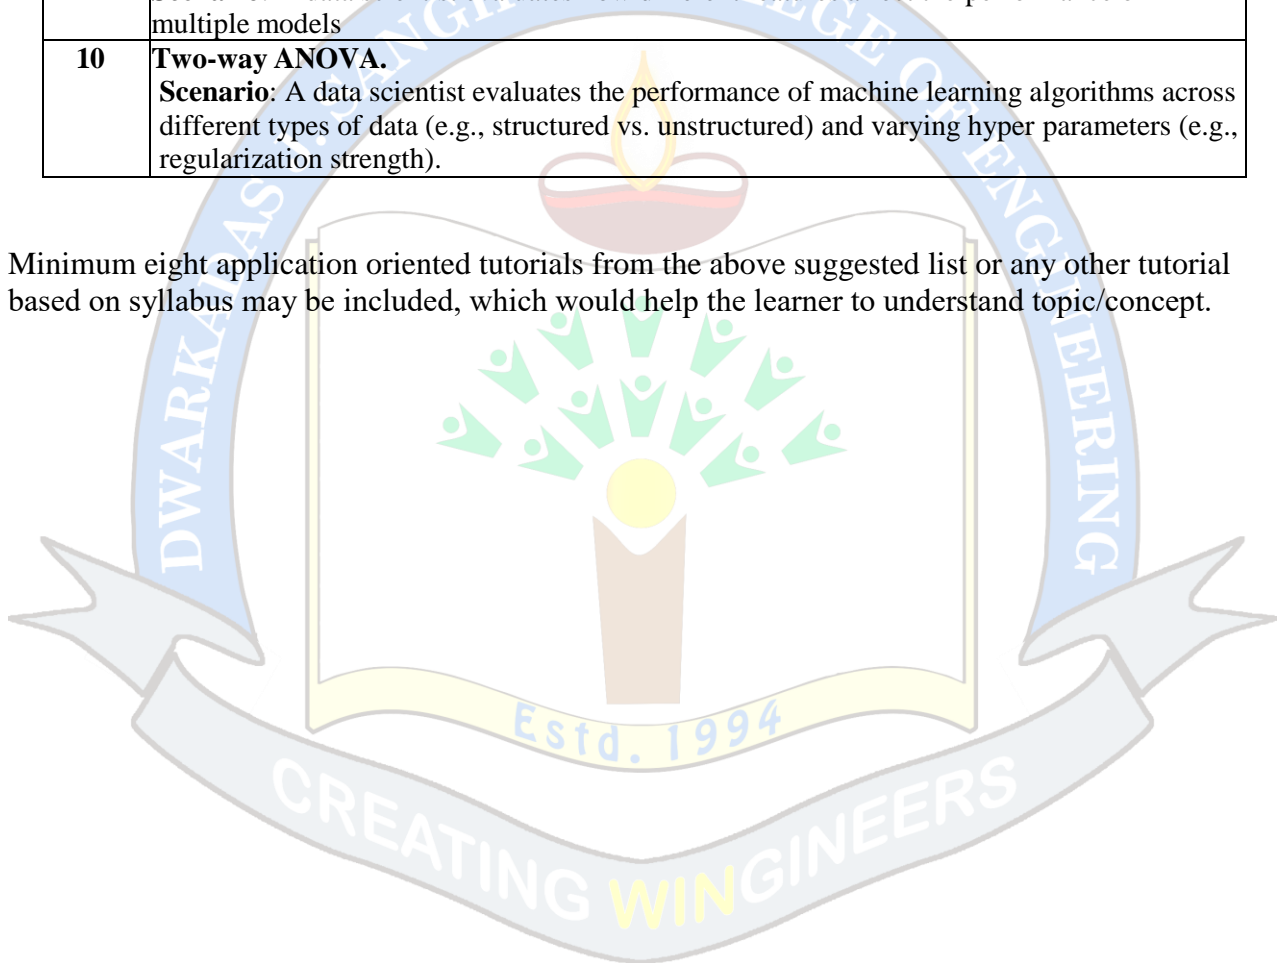 multiple models
10 Two-way ANOVA.
Scenario: A data scientist evaluates the performance of machine learning algorithms across
different types of data (e.g., structured vs. unstructured) and varying hyper parameters (e.g.,
regularization strength).
Minimum eight application oriented tutorials from the above suggested list or any other tutorial
based on syllabus may be included, which would help the learner to understand topic/concept.
DWARKADAS J. SANGH
LEGE OF ENGINEERING
Estd. 1994
CREATING WINGINEERS